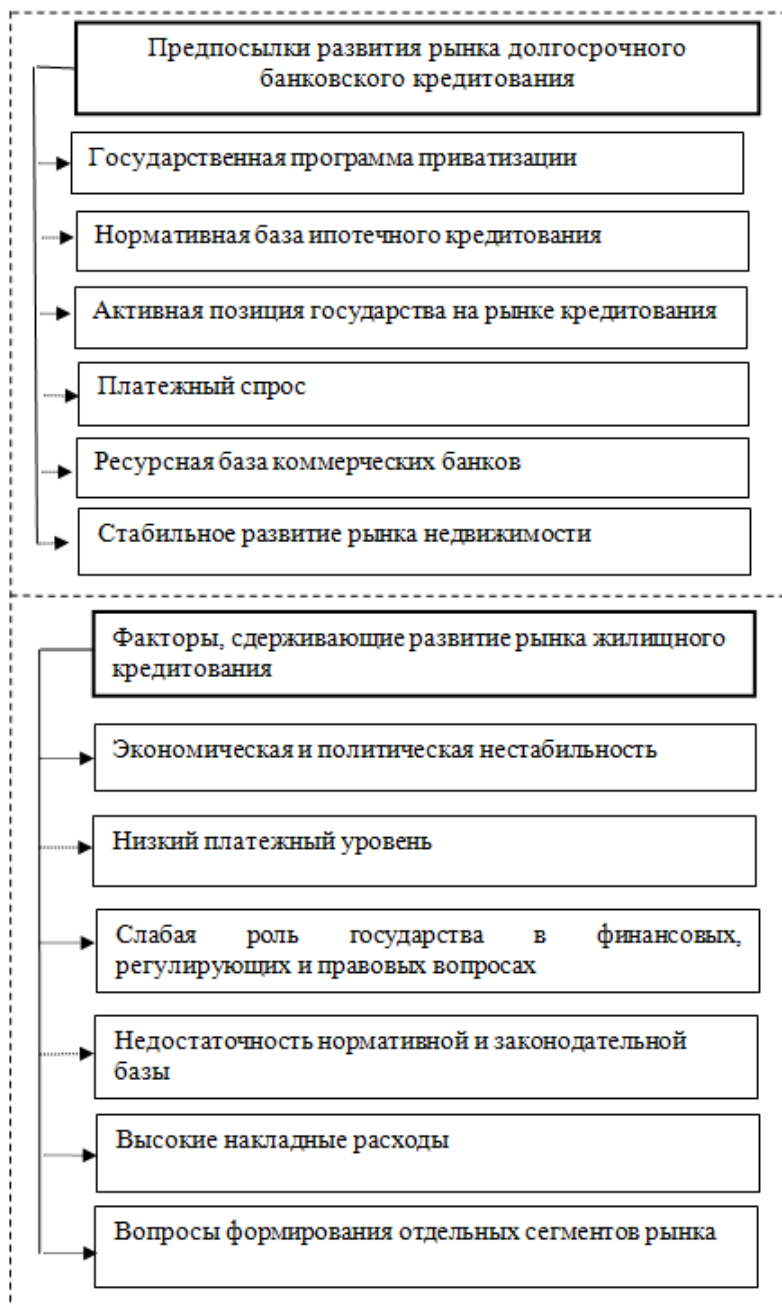 Предпосылки развития рынка долгосрочного
банковского кредитования
Государственная программа приватизации
Нормативная база ипотечного кредитования
Активная позиция государства на рынке кредитования
Платежный спрос
Ресурсная база коммерческих банков
Стабильное развитие рынка недвижимости
Факторы, сдерживающие развитие рынка жилищного
кредитования
Экономическая и политическая нестабильность
Низкий платежный уровень
Слабая роль государства в финансовых,
регулирующих и правовых вопросах
Недостаточность нормативной и законодательной
базы
Высокие накладные расходы
Вопросы формирования отдельных сегментов рынка